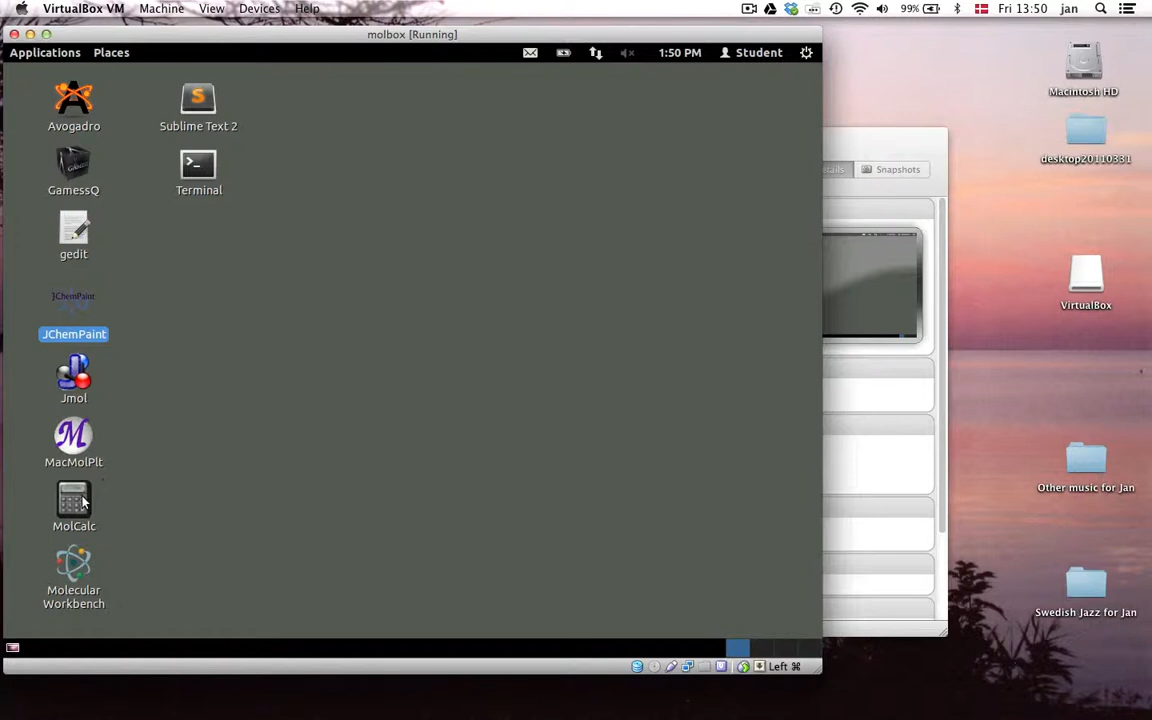 VirtualBox VM Machine View Devices Help
99% Fri 13:50 jan
molbox [Running]
Applications Places
1:50 PM Student
Avogadro
Sublime Text 2
GamessQ
Terminal
gedit
JChemPaint
JChemPaint
Jmol
MacMolPlt
MolCalc
Molecular
Workbench
Left ⌘
Snapshots
Macintosh HD
desktop20110331
VirtualBox
Other music for Jan
Swedish Jazz for Jan